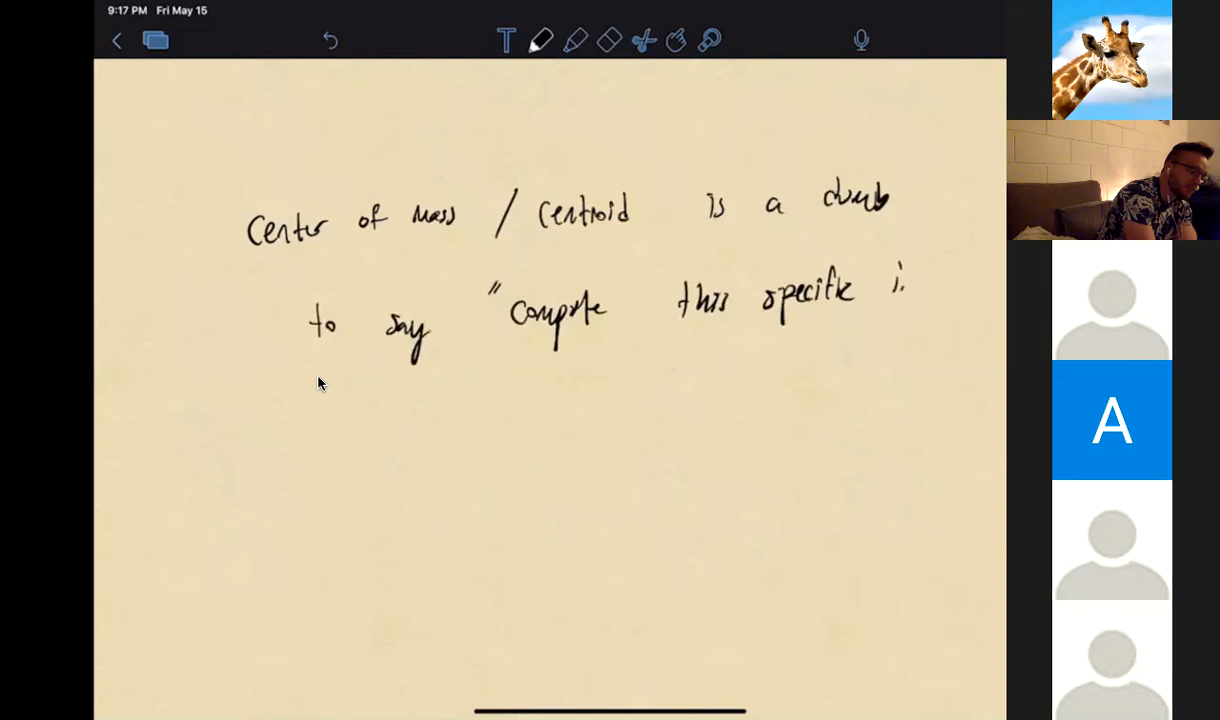 9:17 PM Fri May 15
T
Center of mass / centroid is a dumb
to say "compute this specific i
A